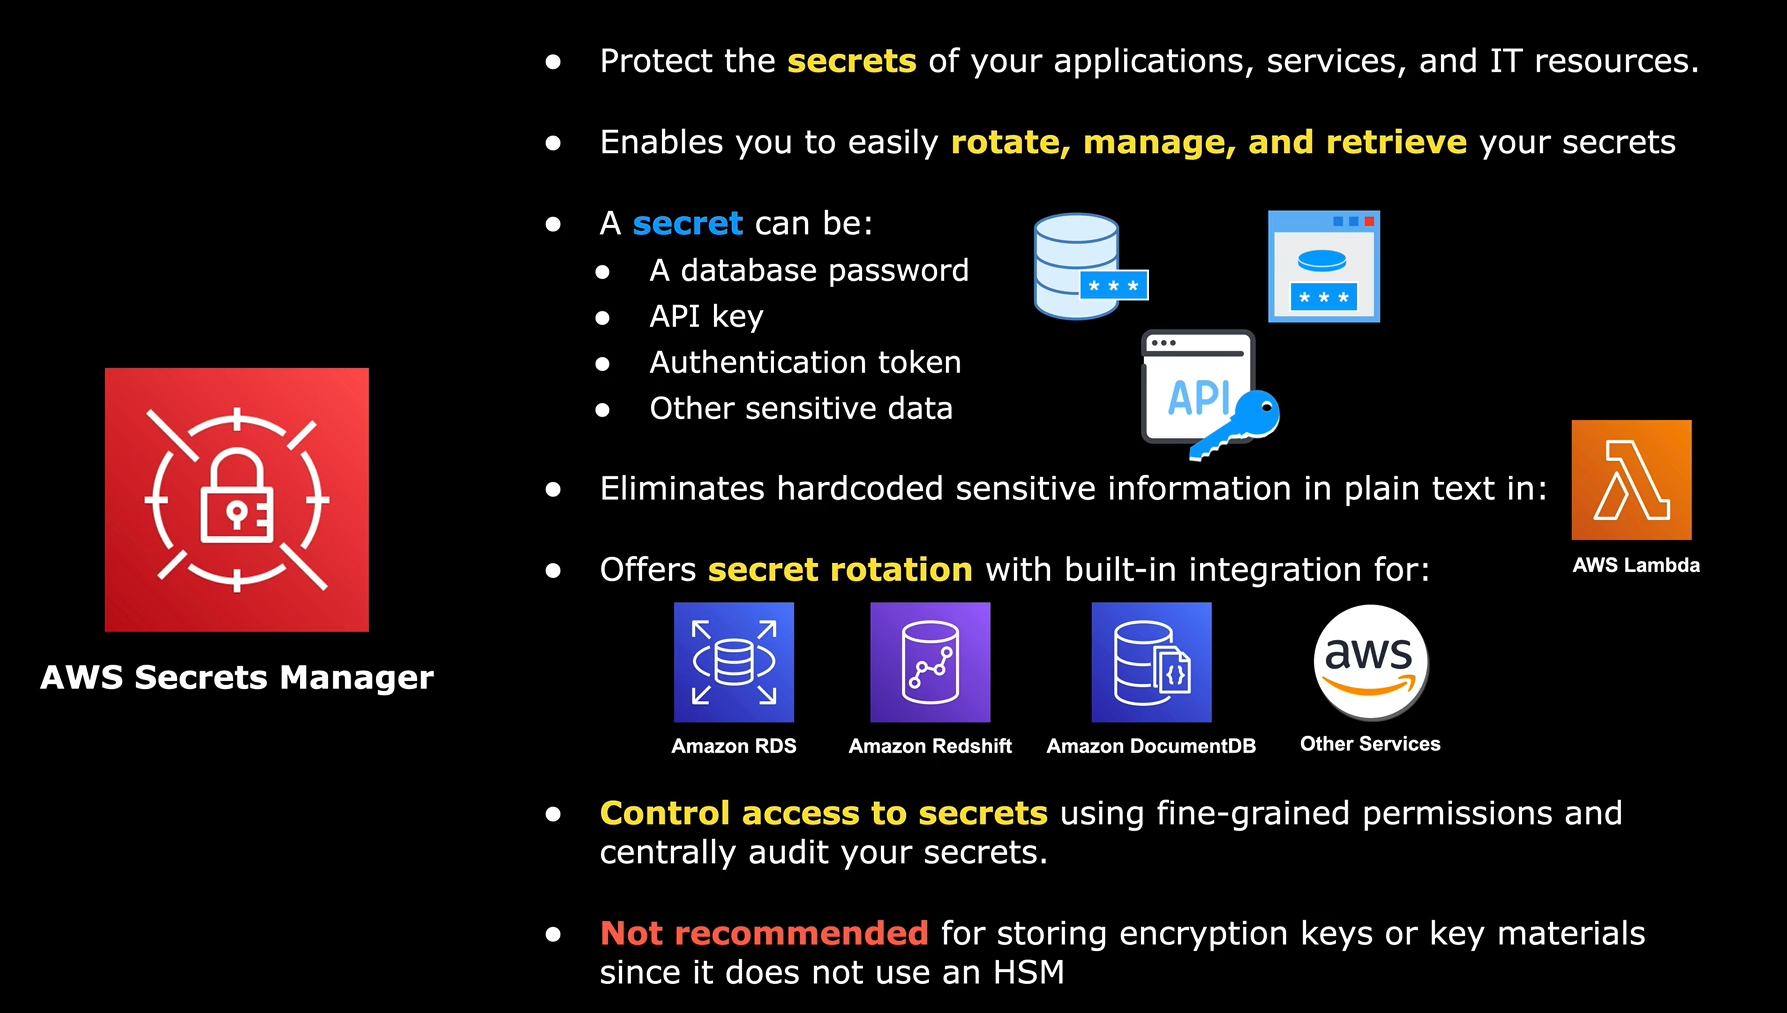 ● Protect the secrets of your applications, services, and IT resources.
● Enables you to easily rotate, manage, and retrieve your secrets
● A secret can be:
● A database password
● API key
● Authentication token
● Other sensitive data
* * *
* * *
API
● Eliminates hardcoded sensitive information in plain text in:
AWS Lambda
● Offers secret rotation with built-in integration for:
{}
aws
Amazon RDS
Amazon Redshift
Amazon DocumentDB
Other Services
AWS Secrets Manager
● Control access to secrets using fine-grained permissions and
centrally audit your secrets.
● Not recommended for storing encryption keys or key materials
since it does not use an HSM